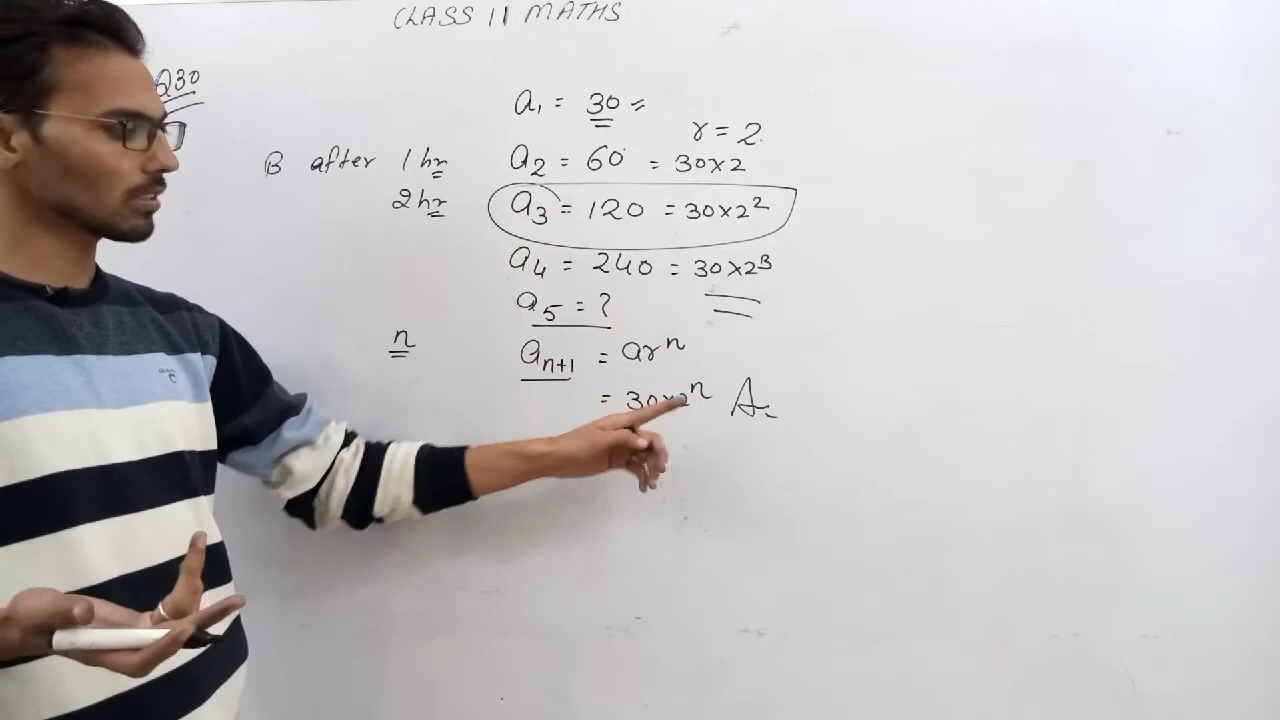 CLASS 11 MATHS
Q30
a₁ = 30
r = 2
B after 1 hr a₂ = 60 = 30×2
2 hr a₃ = 120 = 30×2²
a₄ = 240 = 30×2³
a₅ = ?
n aₙ₊₁ = arⁿ
= 30×2ⁿ